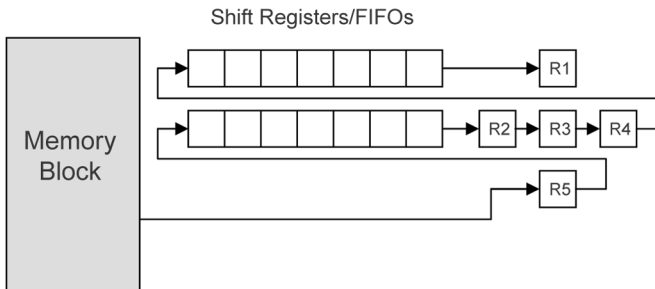 Shift Registers/FIFOs
R1
Memory
Block
R2 R3 R4
R5